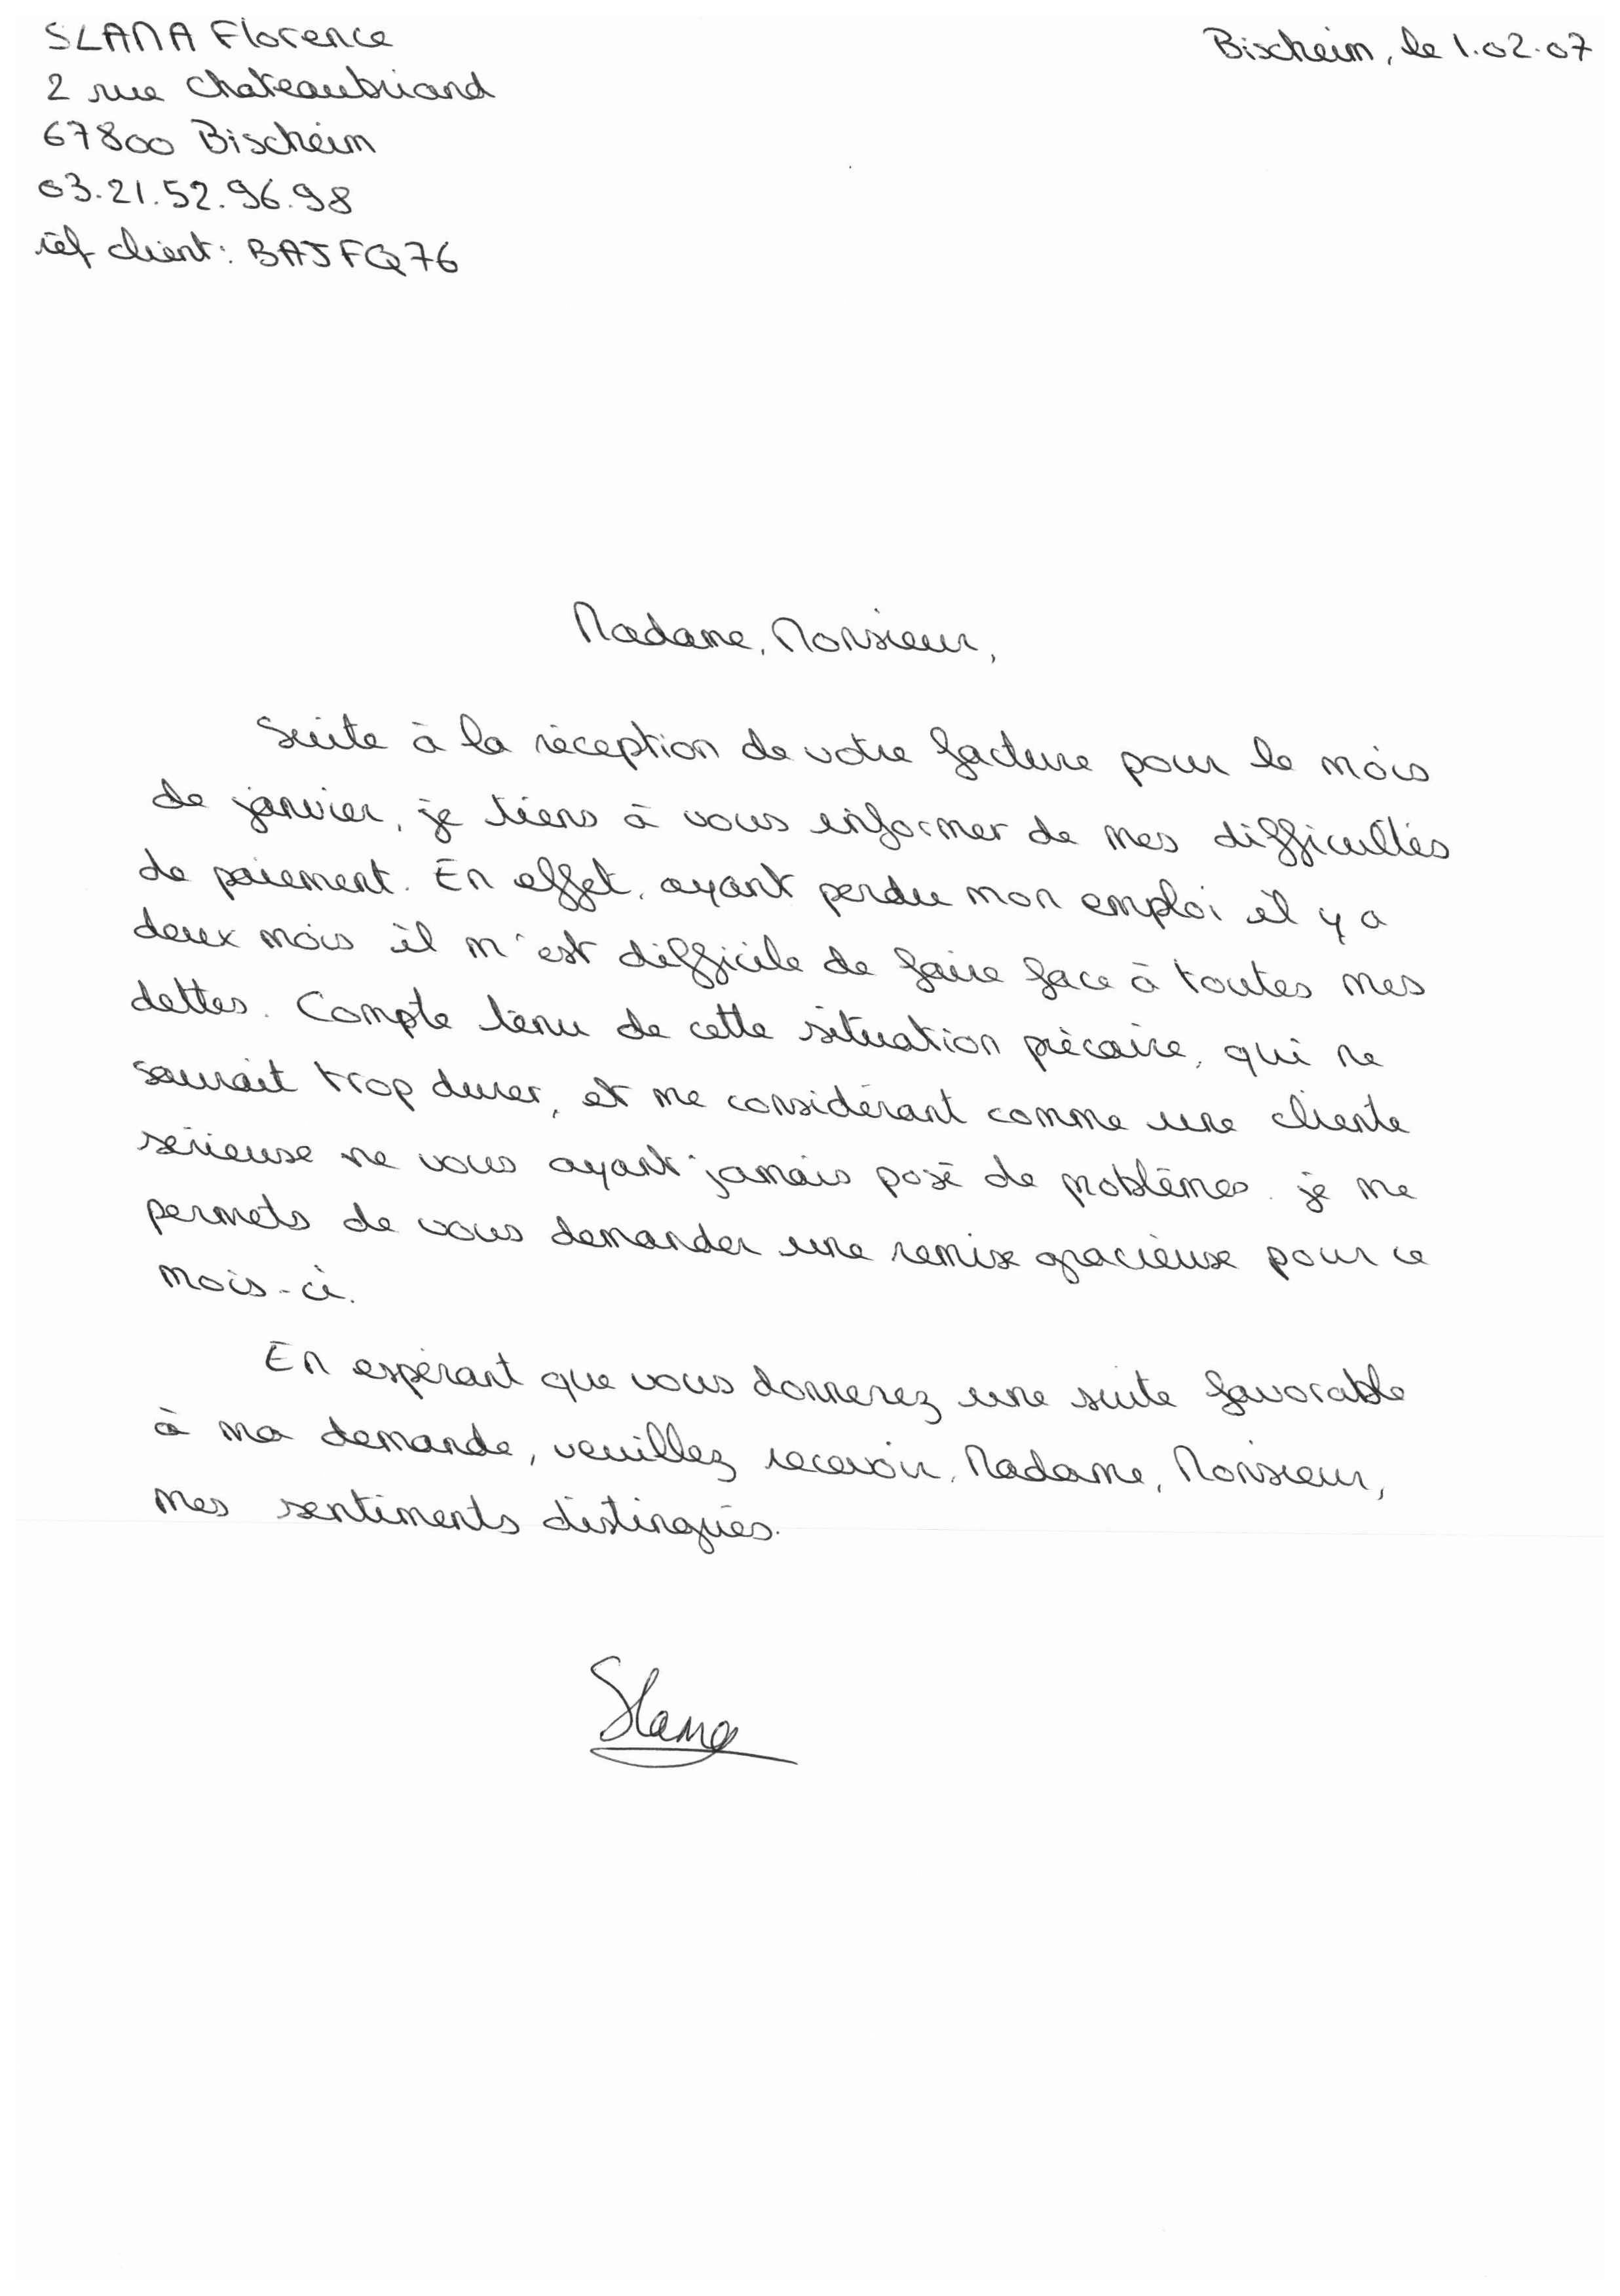 SLAMA Florence
2 rue Chateaubriand
67800 Bischeim
03.21.52.96.98
réf client : BAJFQ76
Bischeim, le 1.02.07
Madame, Monsieur,
Suite à la réception de votre facture pour le mois
de janvier, je tiens à vous informer de mes difficultés
de paiement. En effet, ayant perdu mon emploi il y a
deux mois il m'est difficile de faire face à toutes mes
dettes. Compte tenu de cette situation précaire, qui ne
saurait trop durer, et me considérant comme une cliente
sérieuse ne vous ayant jamais posé de problèmes. je me
permets de vous demander une remise gracieuse pour ce
mois-ci.
En espérant que vous donnerez une suite favorable
à ma demande, veuillez recevoir, Madame, Monsieur,
mes sentiments distingués.
Slama